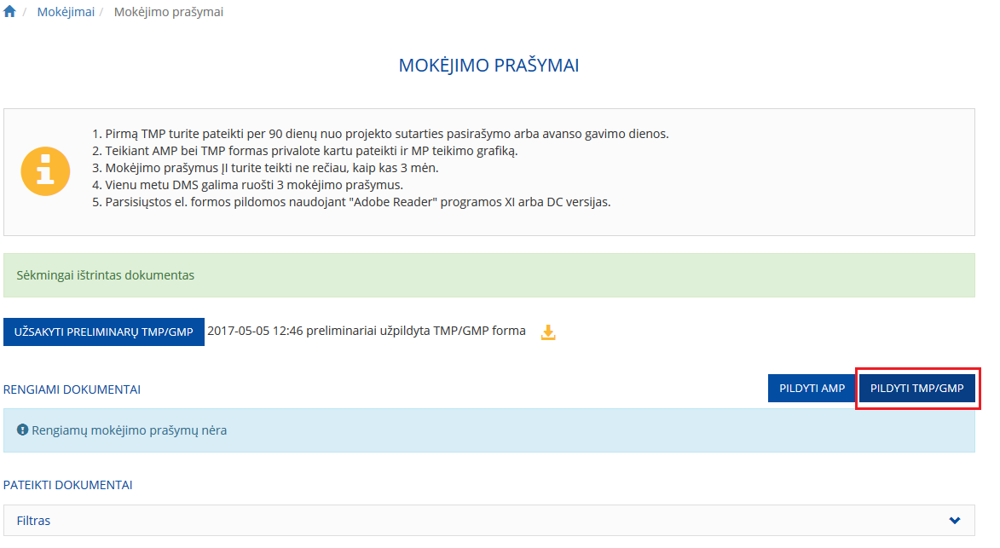 / Mokėjimai / Mokėjimo prašymai
MOKĖJIMO PRAŠYMAI
1. Pirmą TMP turite pateikti per 90 dienų nuo projekto sutarties pasirašymo arba avanso gavimo dienos.
2. Teikiant AMP bei TMP formas privalote kartu pateikti ir MP teikimo grafiką.
3. Mokėjimo prašymus ĮI turite teikti ne rečiau, kaip kas 3 mėn.
4. Vienu metu DMS galima ruošti 3 mokėjimo prašymus.
5. Parsisiųstos el. formos pildomos naudojant "Adobe Reader" programos XI arba DC versijas.
Sėkmingai ištrintas dokumentas
UŽSAKYTI PRELIMINARŲ TMP/GMP 2017-05-05 12:46 preliminariai užpildyta TMP/GMP forma
RENGIAMI DOKUMENTAI PILDYTI AMP PILDYTI TMP/GMP
Rengiamų mokėjimo prašymų nėra
PATEIKTI DOKUMENTAI
Filtras